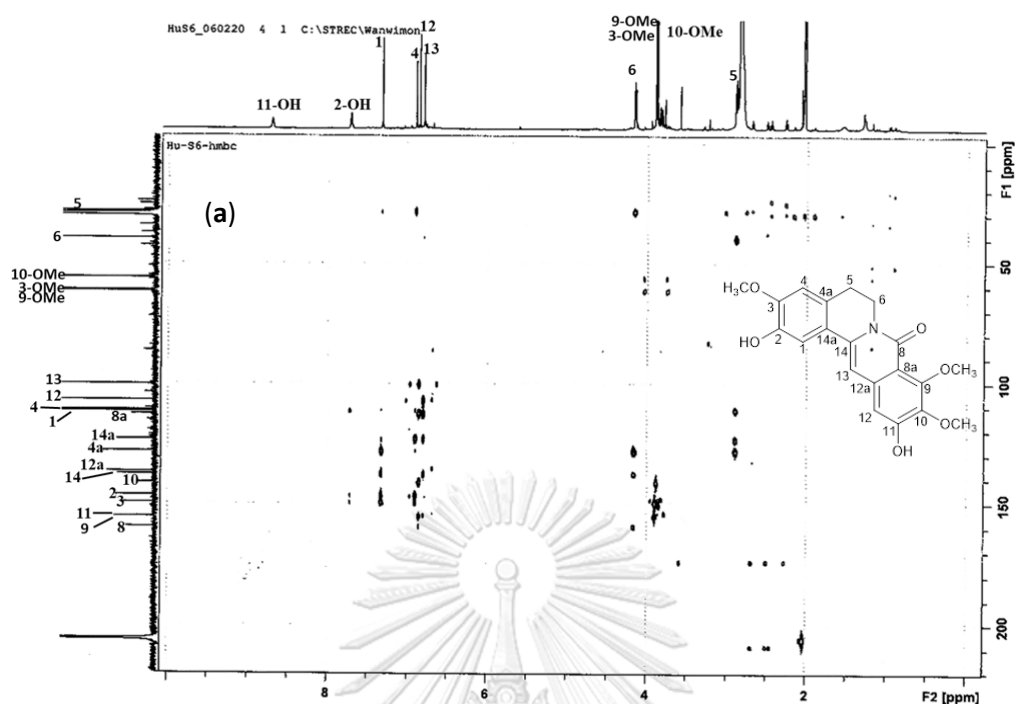 HuS6_060220 4 1 C:\STREC\Wanwimon
12
1
4
13
9-OMe
3-OMe
10-OMe
6
5
11-OH
2-OH
Hu-S6-hmbc
(a)
5
6
10-OMe
3-OMe
9-OMe
13
12
4
1
8a
14a
4a
12a
14
10
2
3
11
9
8
F1 [ppm]
50
100
150
200
4
5
H₃CO
3
4a
6
2
14a
N
O
HO
1
14
8
13
8a
12a
9
OCH₃
12
10
OCH₃
11
OH
8
6
4
2
F2 [ppm]